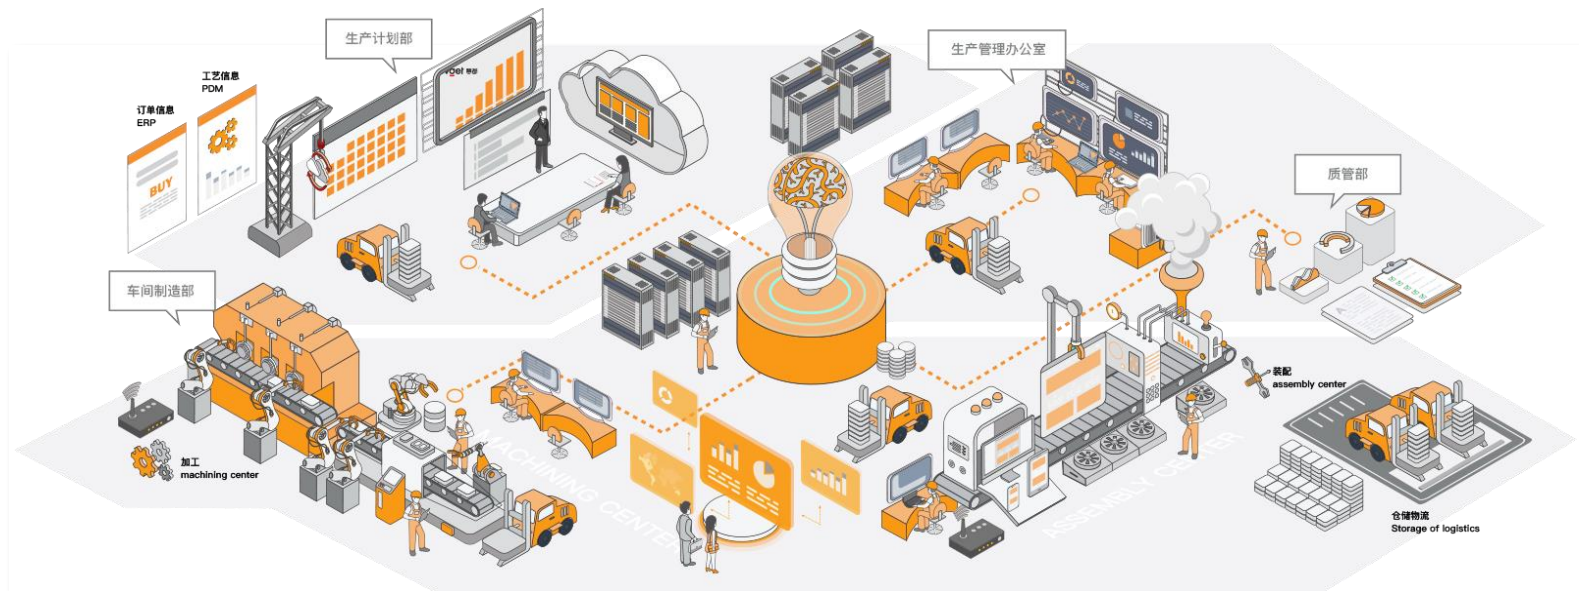 生产计划部
生产管理办公室
工艺信息
PDM
订单信息
ERP
BUY
质管部
车间制造部
装配
assembly center
加工
machining center
MACHINING CENTER
ASSEMBLY CENTER
仓储物流
Storage of logistics